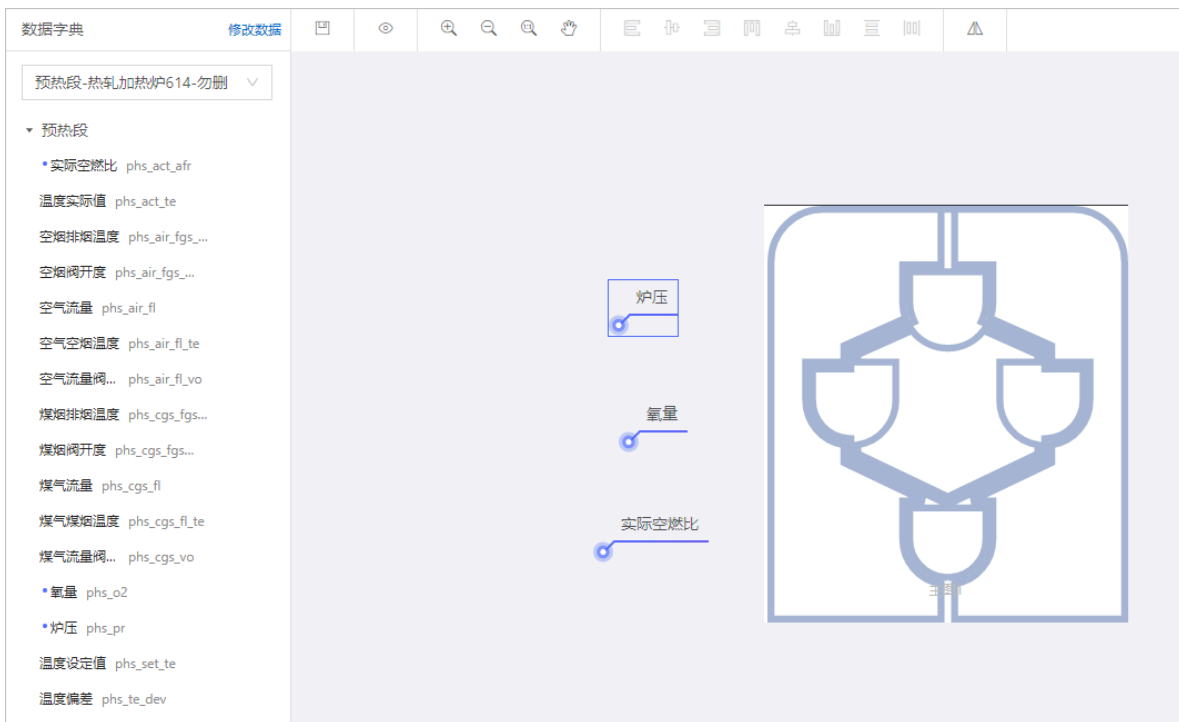 数据字典 修改数据
预热段-热轧加热炉614-勿删
预热段
实际空燃比 phs_act_afr
温度实际值 phs_act_te
空烟排烟温度 phs_air_fgs_...
空烟阀开度 phs_air_fgs_...
空气流量 phs_air_fl
空气空烟温度 phs_air_fl_te
空气流量阀... phs_air_fl_vo
煤烟排烟温度 phs_cgs_fgs...
煤烟阀开度 phs_cgs_fgs...
煤气流量 phs_cgs_fl
煤气煤烟温度 phs_cgs_fl_te
煤气流量阀... phs_cgs_vo
氧量 phs_o2
炉压 phs_pr
温度设定值 phs_set_te
温度偏差 phs_te_dev
炉压
氧量
实际空燃比